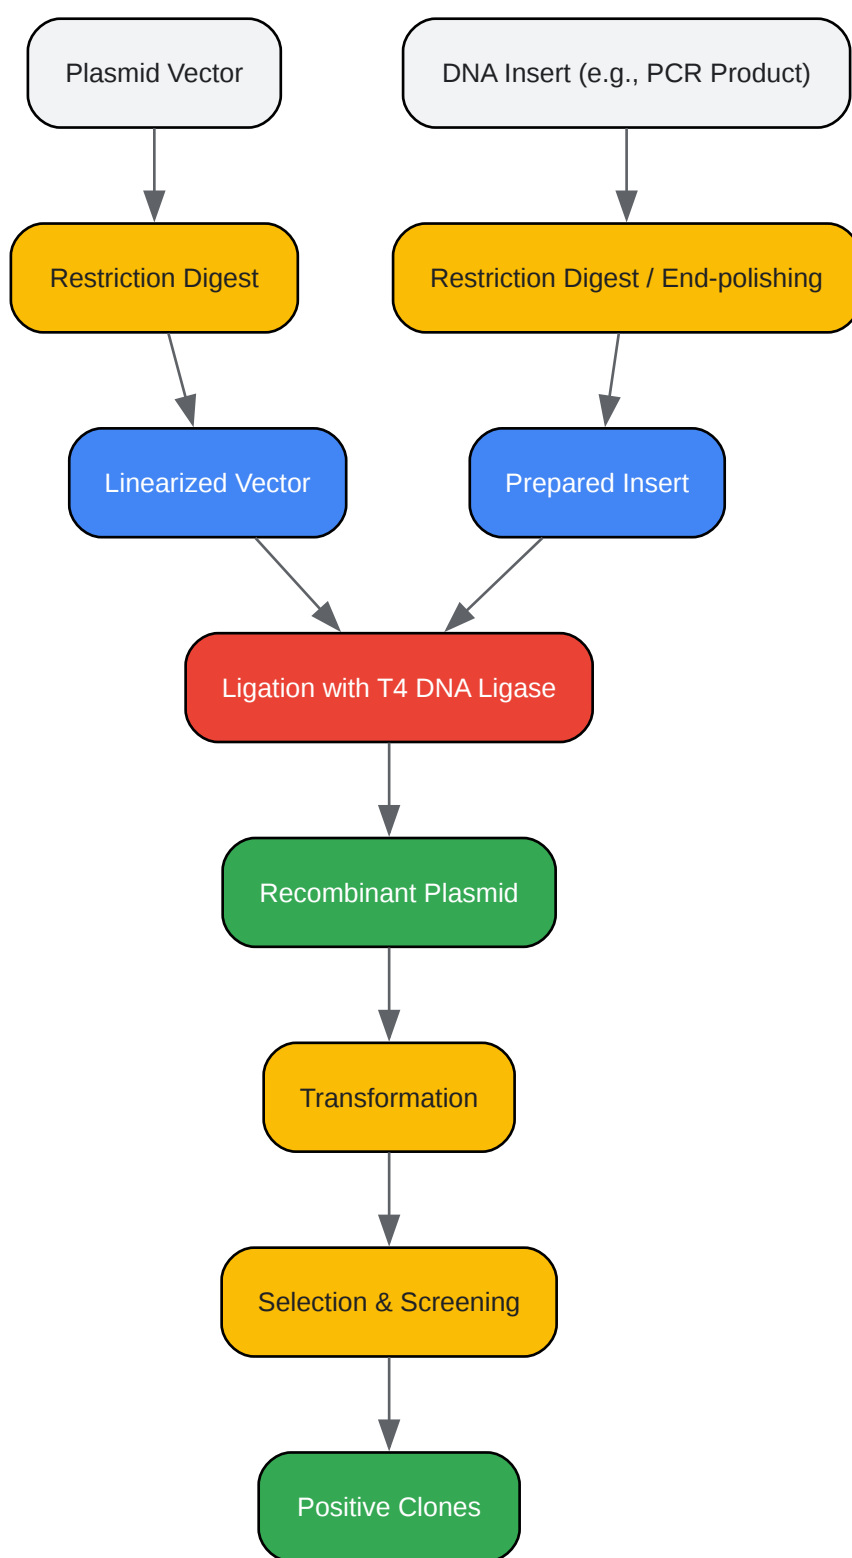 Plasmid Vector
DNA Insert (e.g., PCR Product)
Restriction Digest
Restriction Digest / End-polishing
Linearized Vector
Prepared Insert
Ligation with T4 DNA Ligase
Recombinant Plasmid
Transformation
Selection & Screening
Positive Clones